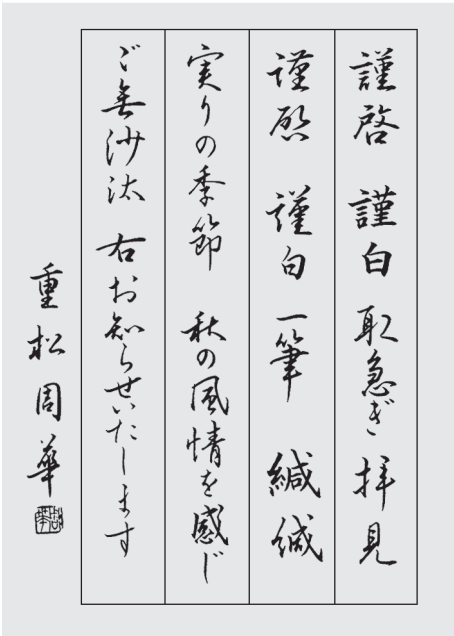 謹啓 謹白 取急ぎ 拝見
謹啓 謹白 一筆 緘 緘
実りの季節 秋の風情を感じ
ご無沙汰 右お知らせいたします
重松周華